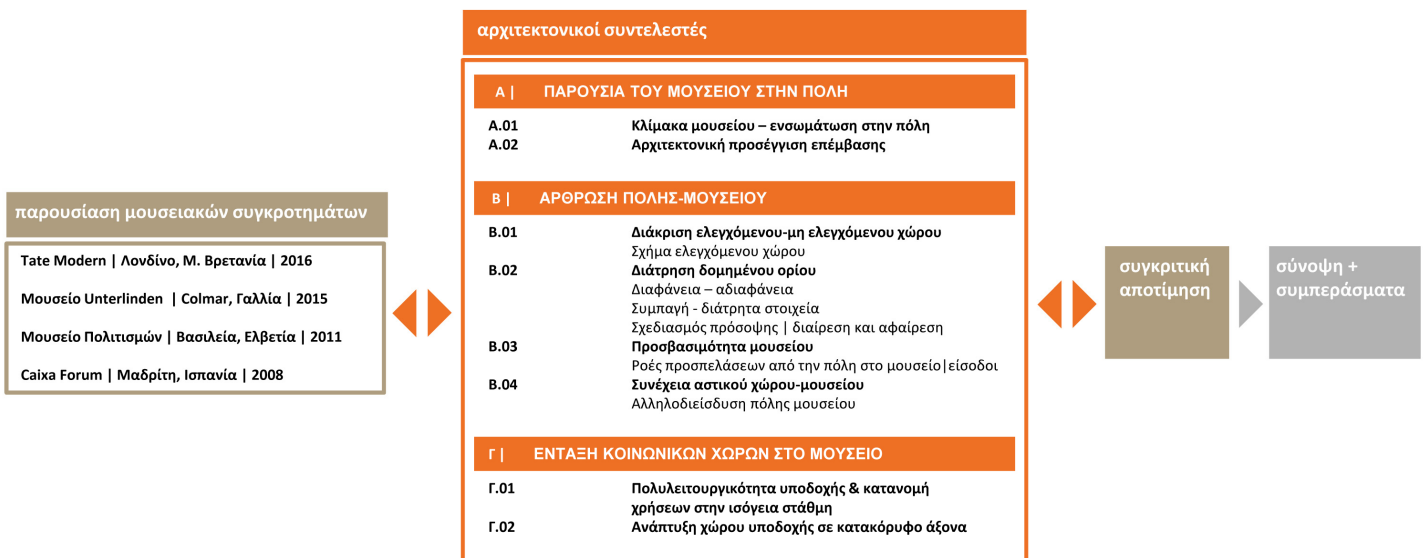 παρουσίαση μουσειακών συγκροτημάτων
Tate Modern | Λονδίνο, Μ. Βρετανία | 2016
Μουσείο Unterlinden | Colmar, Γαλλία | 2015
Μουσείο Πολιτισμών | Βασιλεία, Ελβετία | 2011
Caixa Forum | Μαδρίτη, Ισπανία | 2008
αρχιτεκτονικοί συντελεστές
Α | ΠΑΡΟΥΣΙΑ ΤΟΥ ΜΟΥΣΕΙΟΥ ΣΤΗΝ ΠΟΛΗ
Α.01 Κλίμακα μουσείου – ενσωμάτωση στην πόλη
Α.02 Αρχιτεκτονική προσέγγιση επέμβασης
Β | ΑΡΘΡΩΣΗ ΠΟΛΗΣ-ΜΟΥΣΕΙΟΥ
Β.01 Διάκριση ελεγχόμενου-μη ελεγχόμενου χώρου
Σχήμα ελεγχόμενου χώρου
Β.02 Διάτρηση δομημένου ορίου
Διαφάνεια – αδιαφάνεια
Συμπαγή - διάτρητα στοιχεία
Σχεδιασμός πρόσοψης | διαίρεση και αφαίρεση
Β.03 Προσβασιμότητα μουσείου
Ροές προσπελάσεων από την πόλη στο μουσείο|είσοδοι
Β.04 Συνέχεια αστικού χώρου-μουσείου
Αλληλοδιείσδυση πόλης μουσείου
Γ | ΕΝΤΑΞΗ ΚΟΙΝΩΝΙΚΩΝ ΧΩΡΩΝ ΣΤΟ ΜΟΥΣΕΙΟ
Γ.01 Πολυλειτουργικότητα υποδοχής & κατανομή
χρήσεων στην ισόγεια στάθμη
Γ.02 Ανάπτυξη χώρου υποδοχής σε κατακόρυφο άξονα
συγκριτική
αποτίμηση
σύνοψη +
συμπεράσματα